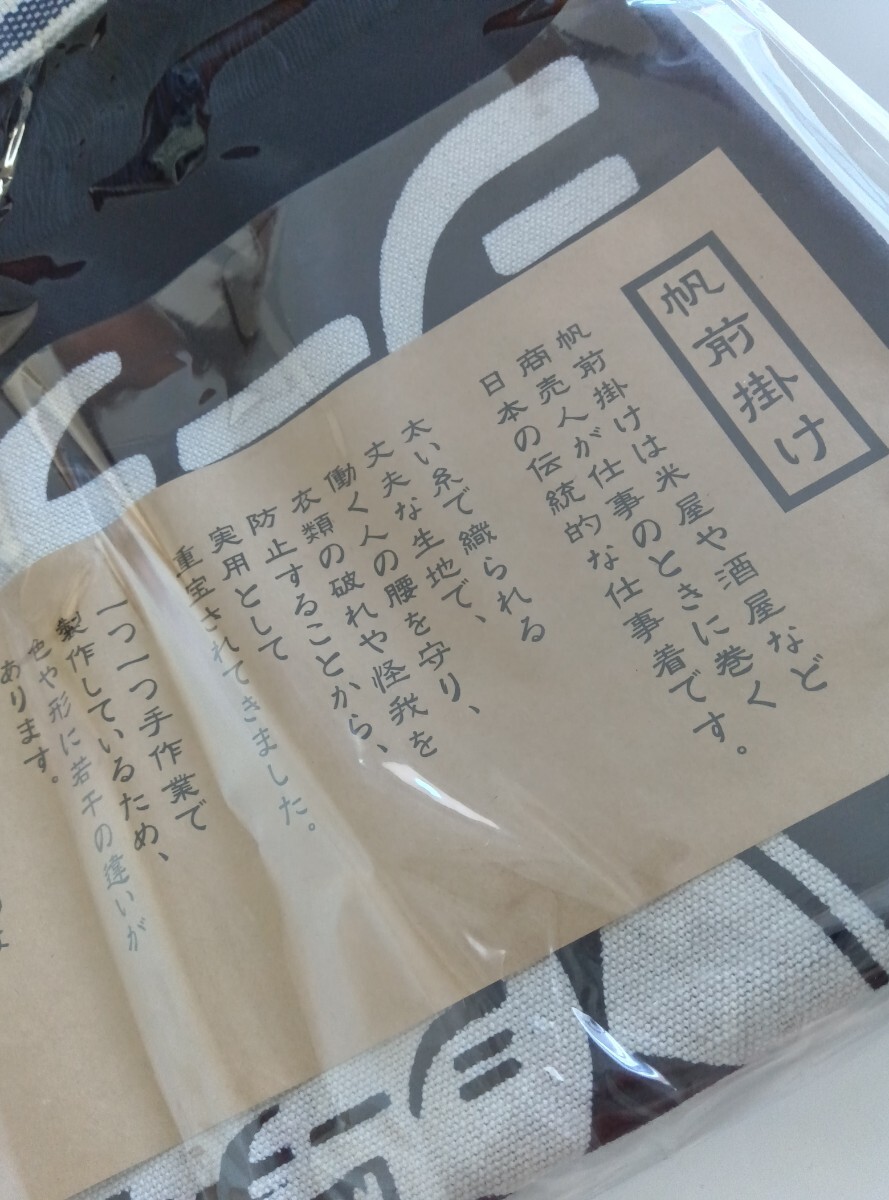 帆前掛け
帆前掛けは米屋や酒屋など
商売人が仕事のときに巻く
日本の伝統的な仕事着です。
太い糸で織られる
丈夫な生地で、
働く人の腰を守り、
衣類の破れや怪我を
防止することから、
実用として
重宝されてきました。
一つ一つ手作業で
製作しているため、
色や形に若干の違いが
あります。